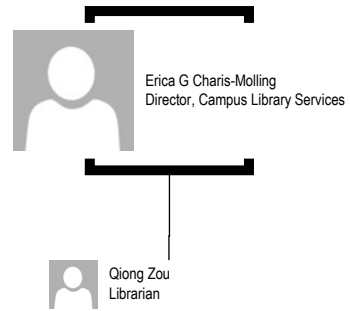 Erica G Charis-Molling
Director, Campus Library Services
Qiong Zou
Librarian